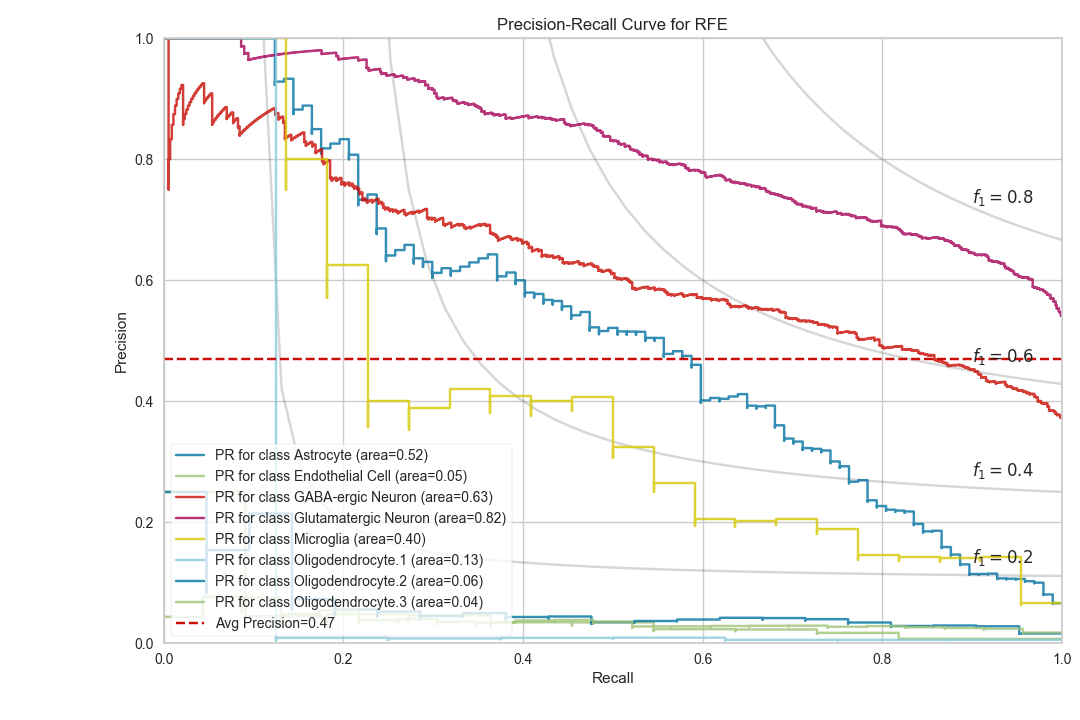 Precision-Recall Curve for RFE
1.0
0.8
0.6
0.4
0.2
0.0
Precision
f1 = 0.8
f1 = 0.6
f1 = 0.4
f1 = 0.2
PR for class Astrocyte (area=0.52)
PR for class Endothelial Cell (area=0.05)
PR for class GABA-ergic Neuron (area=0.63)
PR for class Glutamatergic Neuron (area=0.82)
PR for class Microglia (area=0.40)
PR for class Oligodendrocyte.1 (area=0.13)
PR for class Oligodendrocyte.2 (area=0.06)
PR for class Oligodendrocyte.3 (area=0.04)
Avg Precision=0.47
0.0 0.2 0.4 0.6 0.8 1.0
Recall